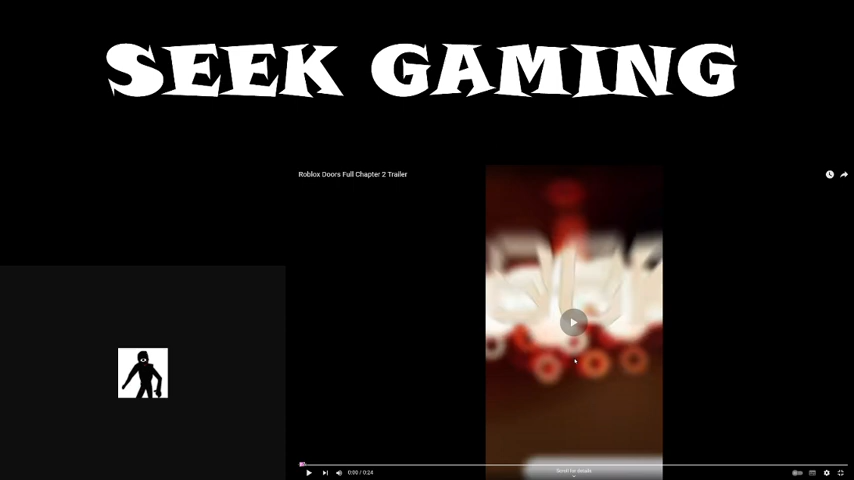 SEEK GAMING
Roblox Doors Full Chapter 2 Trailer
0:00 / 0:24
Scroll for details